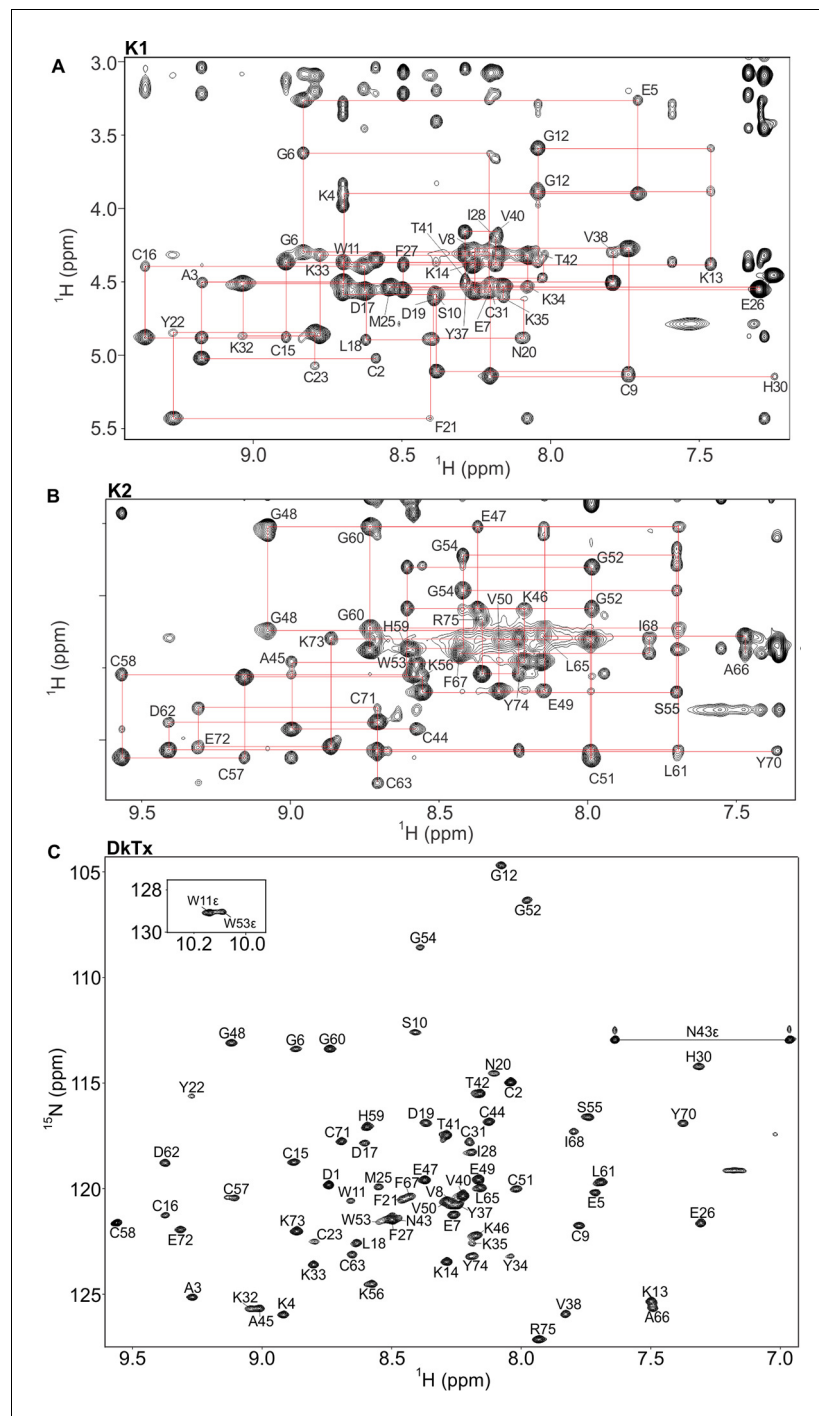 K1
A
3.0
E5
3.5
G12
G6
K4
G12
4.0
I28
V40
T41
V8
V38
C16
G6
K33
W11
F27
T42
4.5
A3
K14
K13
D17
M25
D19
S10
Y37
E7
C31
K35
K34
E26
Y22
K32
C15
L18
N20
5.0
C23
C2
C9
H30
5.5
F21
¹H (ppm)
9.0
8.5
8.0
7.5
¹H (ppm)
B
K2
G48
G60
E47
G54
G52
G54
V50
K46
G52
G48
G60
R75
K73
H59
I68
C58
A45
W53
K56
F67
L65
A66
D62
C71
Y74
E49
S55
E72
C44
C57
C63
C51
L61
Y70
¹H (ppm)
9.5
9.0
8.5
8.0
7.5
¹H (ppm)
C
DkTx
105
G12
128
W11ε
W53ε
130
10.2
10.0
G52
G54
110
G48
G6
G60
S10
N43ε
115
Y22
N20
T42
C2
H30
H59
D19
C44
S55
Y70
D62
C71
D17
T41
C31
I68
C15
I28
C57
D1
M25
E47
F67
V40
E49
C51
L61
120
C16
W11
F21
V8
L65
E5
V50
Y37
C58
E72
K73
W53
N43
F27
E7
C9
E26
C23
L18
K46
K35
K33
C63
K14
Y74
Y34
K56
125
A3
K32
A45
K4
V38
K13
A66
R75
¹⁵N (ppm)
9.5
9.0
8.5
8.0
7.5
7.0
¹H (ppm)